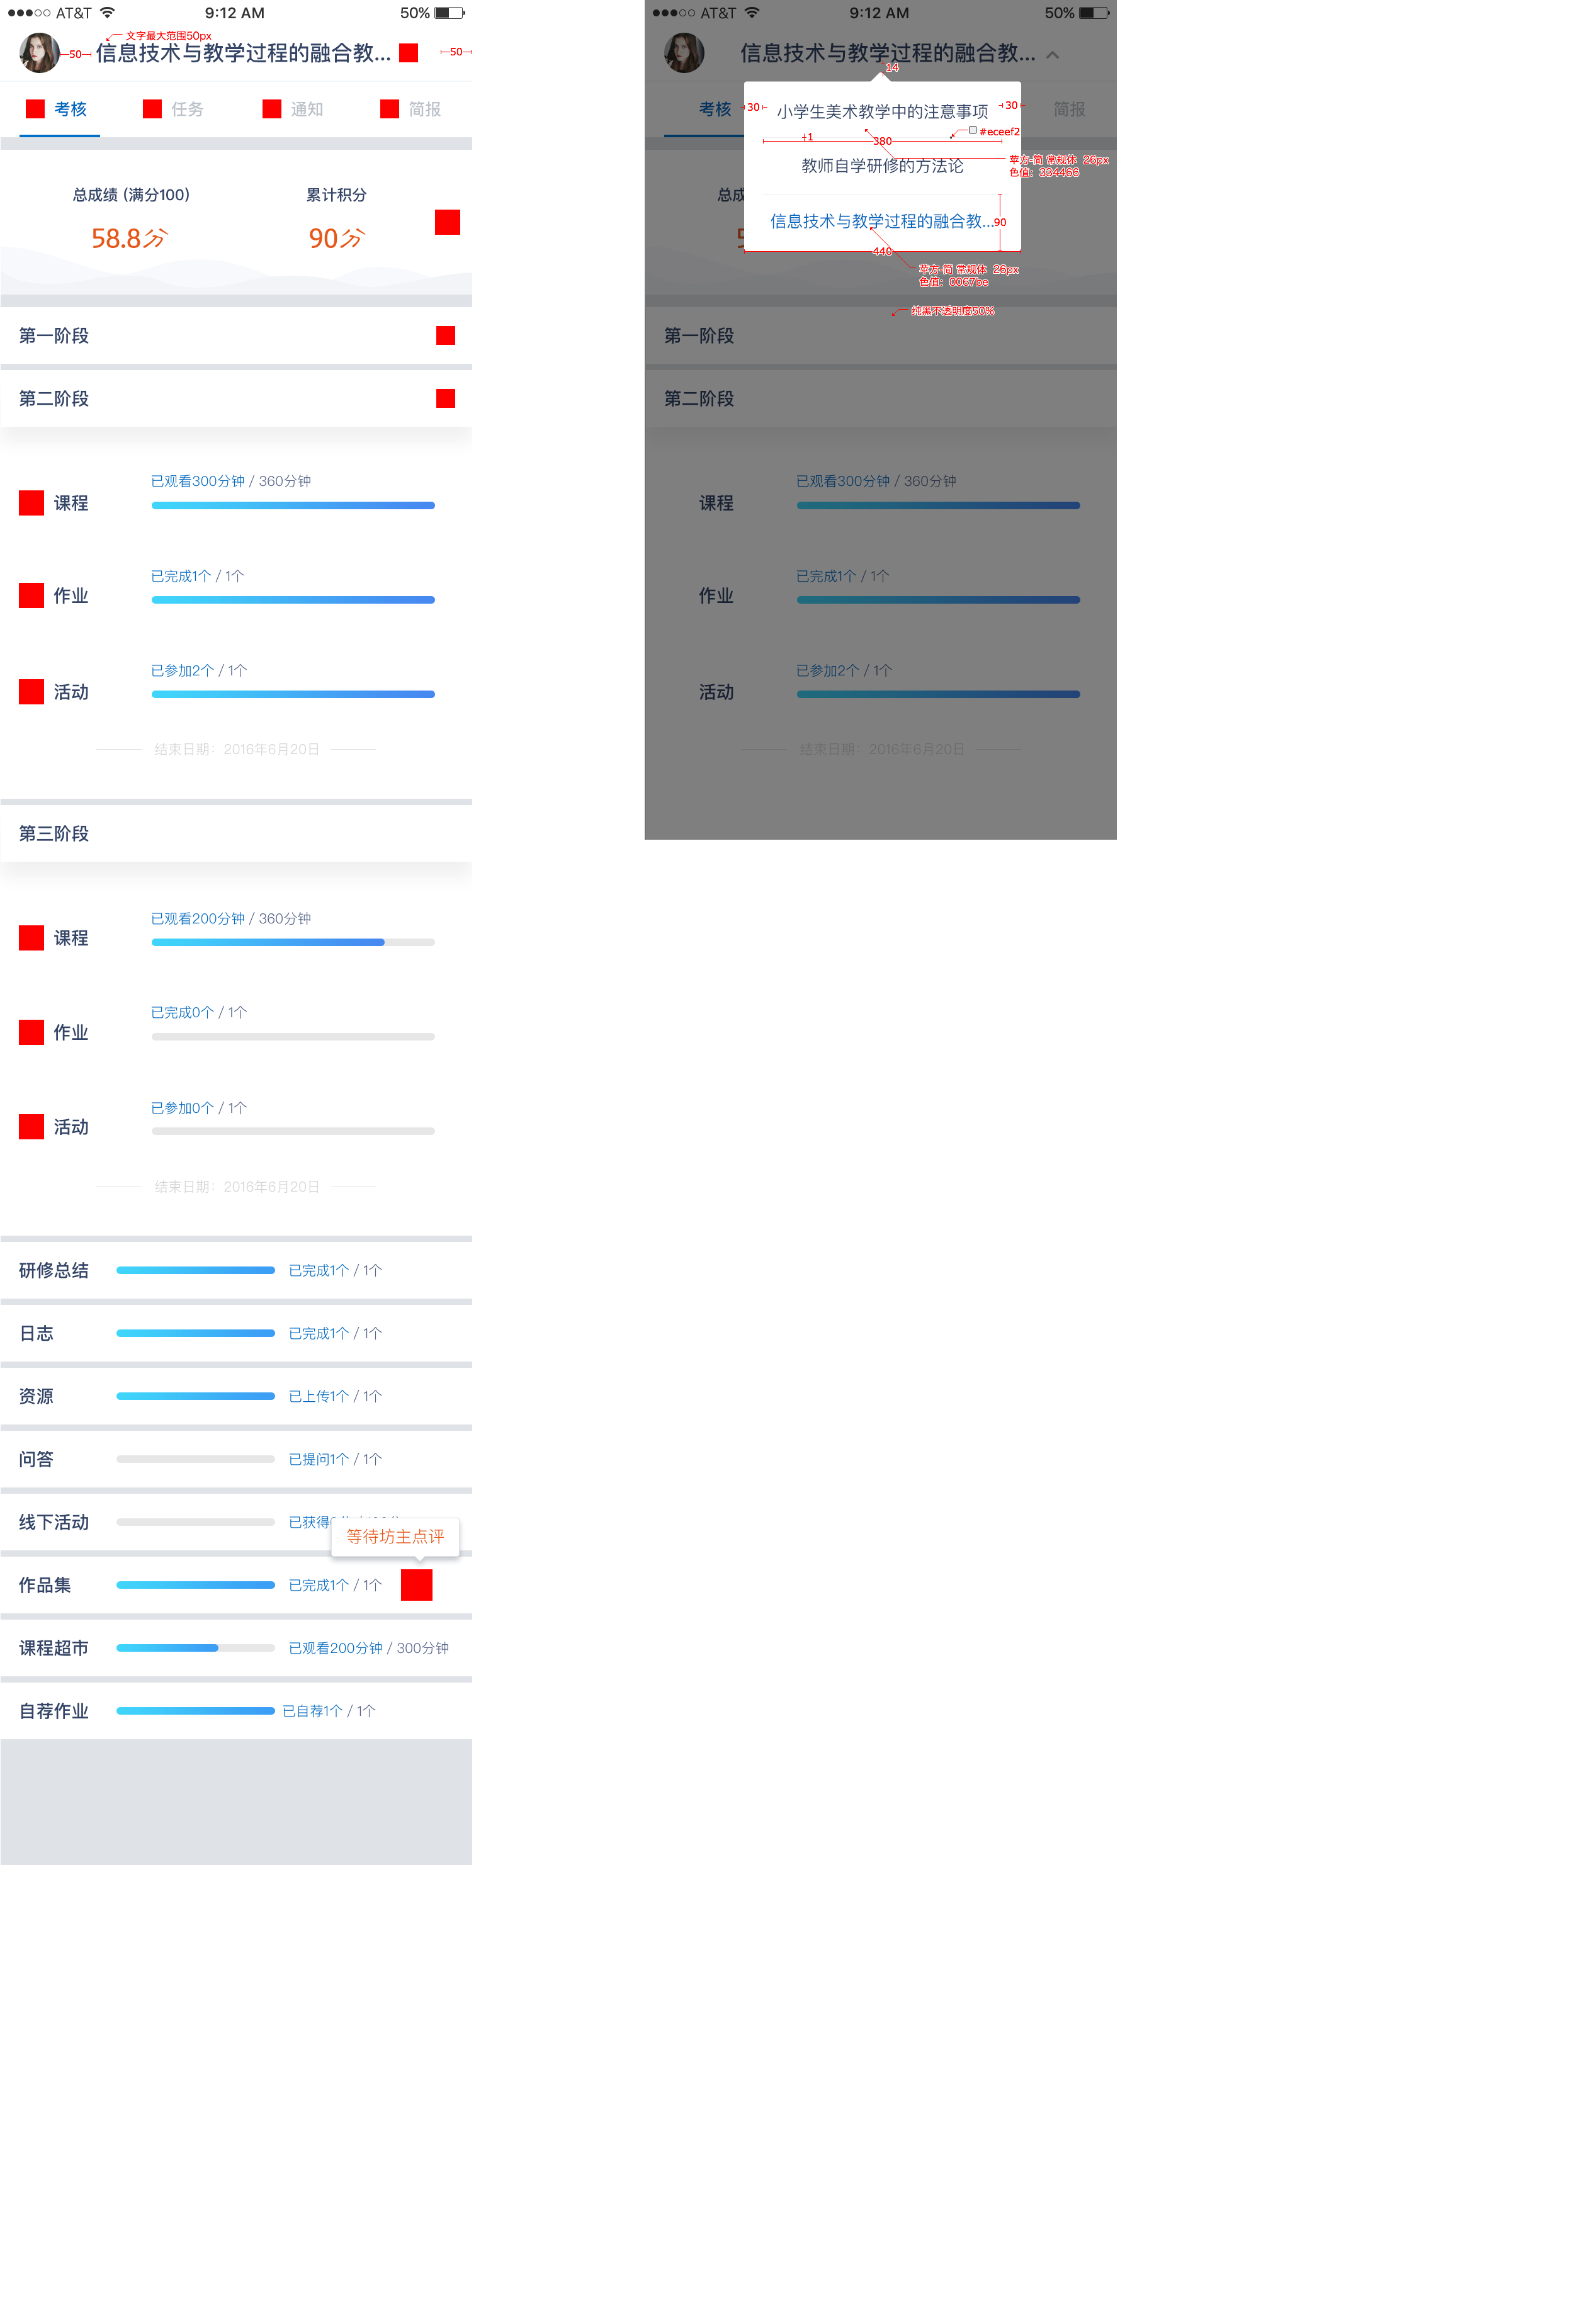 AT&T 9:12 AM 50%
文字最大范围50px
50
信息技术与教学过程的融合教...
50
考核 任务 通知 简报
总成绩 (满分100) 累计积分
58.8分 90分
第一阶段
第二阶段
已观看300分钟 / 360分钟
课程
已完成1个 / 1个
作业
已参加2个 / 1个
活动
结束日期：2016年6月20日
第三阶段
已观看200分钟 / 360分钟
课程
已完成0个 / 1个
作业
已参加0个 / 1个
活动
结束日期：2016年6月20日
研修总结 已完成1个 / 1个
日志 已完成1个 / 1个
资源 已上传1个 / 1个
问答 已提问1个 / 1个
线下活动 已获得
等待坊主点评
作品集 已完成1个 / 1个
课程超市 已观看200分钟 / 300分钟
自荐作业 已自荐1个 / 1个
AT&T 9:12 AM 50%
信息技术与教学过程的融合教...
14
考核 简报
30 小学生美术教学中的注意事项 30
1 #eceef2
380
苹方-简 常规体 26px
色值：334466
教师自学研修的方法论
总成
信息技术与教学过程的融合教...
90
440
苹方-简 常规体 26px
色值：0067be
纯黑不透明度50%
第一阶段
第二阶段
已观看300分钟 / 360分钟
课程
已完成1个 / 1个
作业
已参加2个 / 1个
活动
结束日期：2016年6月20日